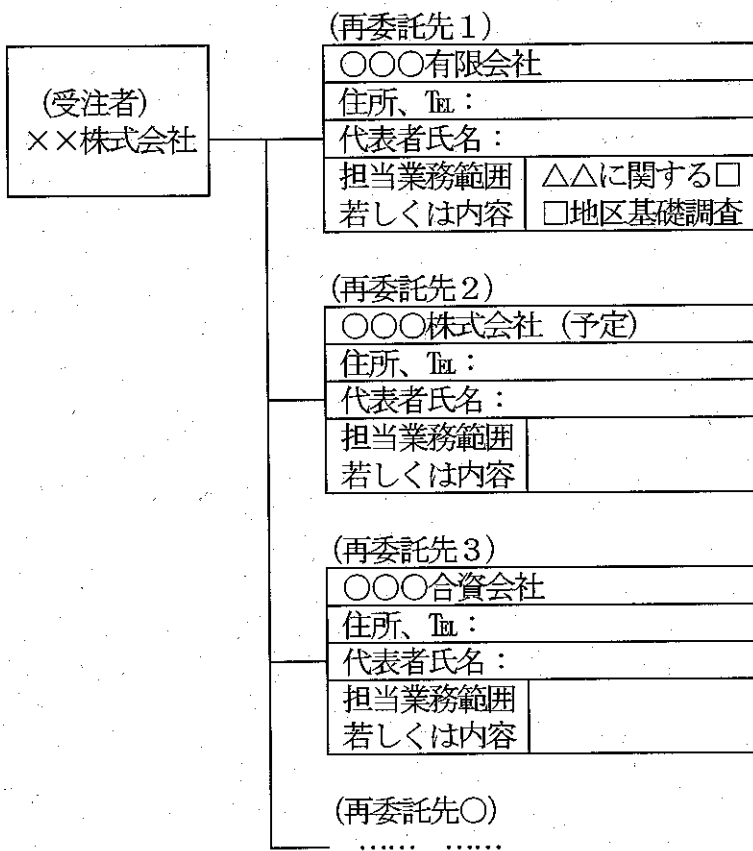 (受注者)
××株式会社
(再委託先1)
○○○有限会社
住所、℡：
代表者氏名：
担当業務範囲
若しくは内容
△△に関する□
□地区基礎調査
(再委託先2)
○○○株式会社（予定）
住所、℡：
代表者氏名：
担当業務範囲
若しくは内容
(再委託先3)
○○○合資会社
住所、℡：
代表者氏名：
担当業務範囲
若しくは内容
(再委託先○)
…… ……